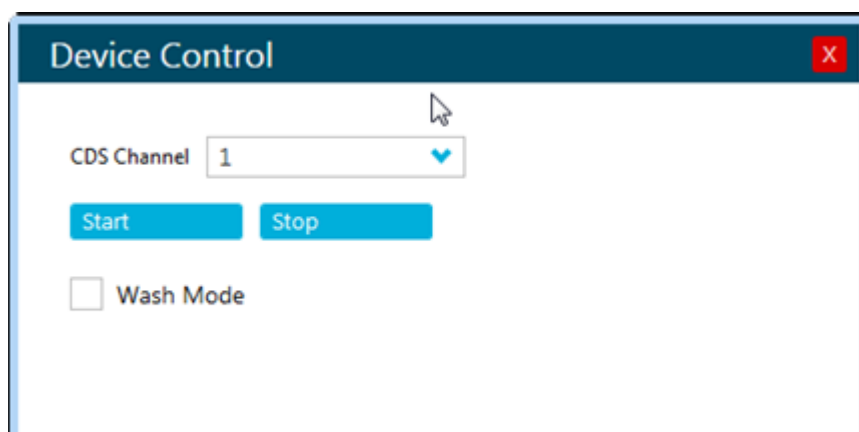 Device Control X
CDS Channel 1
Start Stop
Wash Mode